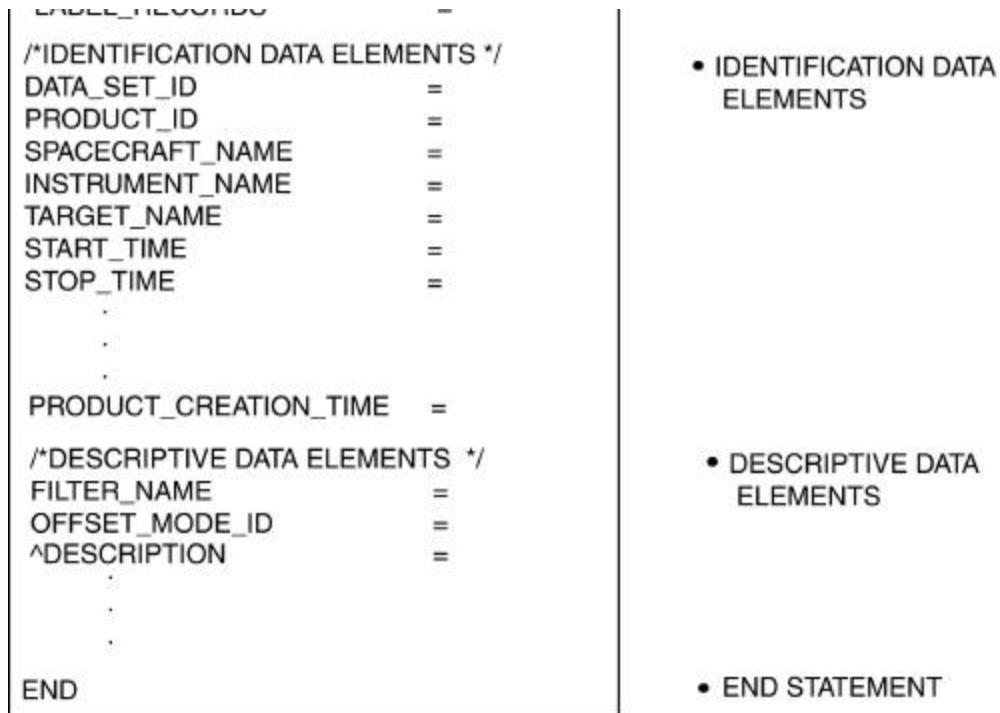 LABEL_RECORDS =
/*IDENTIFICATION DATA ELEMENTS */
DATA_SET_ID =
PRODUCT_ID =
SPACECRAFT_NAME =
INSTRUMENT_NAME =
TARGET_NAME =
START_TIME =
STOP_TIME =
.
.
.
PRODUCT_CREATION_TIME =
/*DESCRIPTIVE DATA ELEMENTS */
FILTER_NAME =
OFFSET_MODE_ID =
^DESCRIPTION =
.
.
.
END
• IDENTIFICATION DATA
ELEMENTS
• DESCRIPTIVE DATA
ELEMENTS
• END STATEMENT